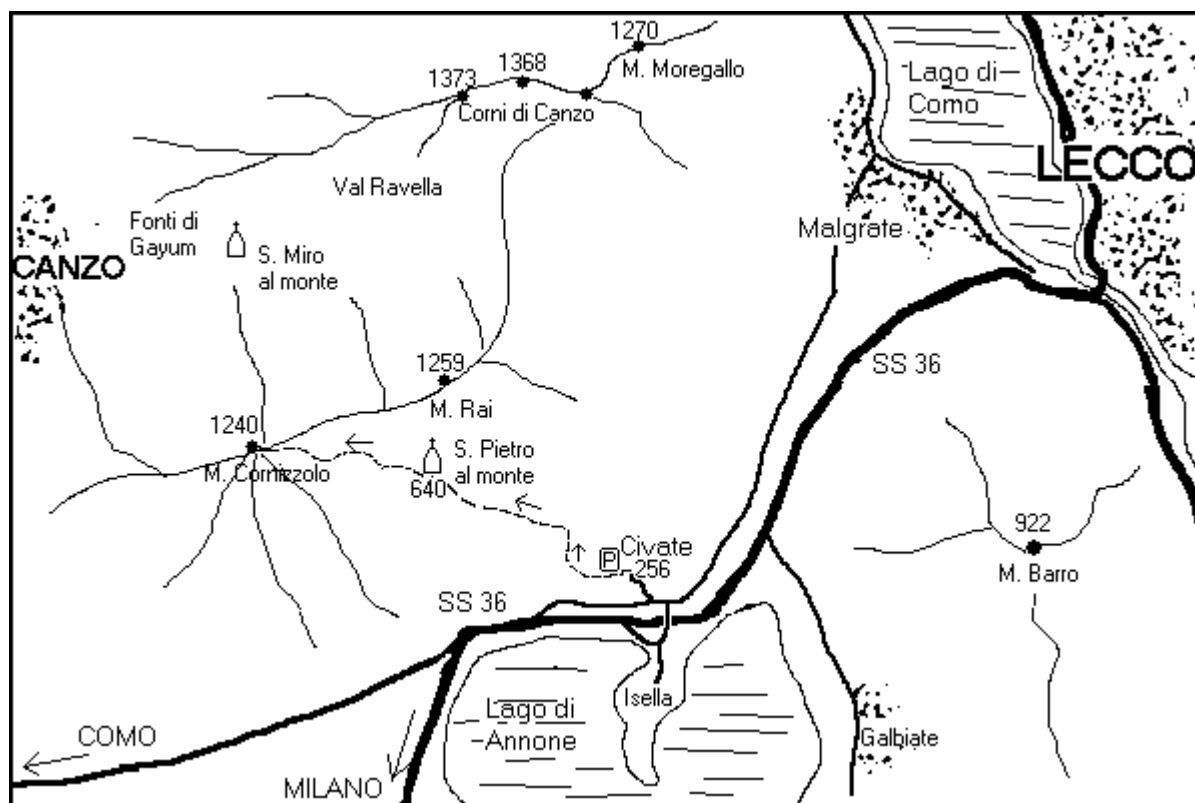 1270
M. Moregallo
1368
1373
Corni di Canzo
Lago di
Como
LECCO
Val Ravella
Fonti di
Gayum
S. Miro
al monte
CANZO
Malgrate
SS 36
1259
M. Rai
1240
M. Cornizzolo
S. Pietro
al monte
640
P
Civate
256
922
M. Barro
SS 36
Isella
Lago di
Annone
Galbiate
COMO
MILANO